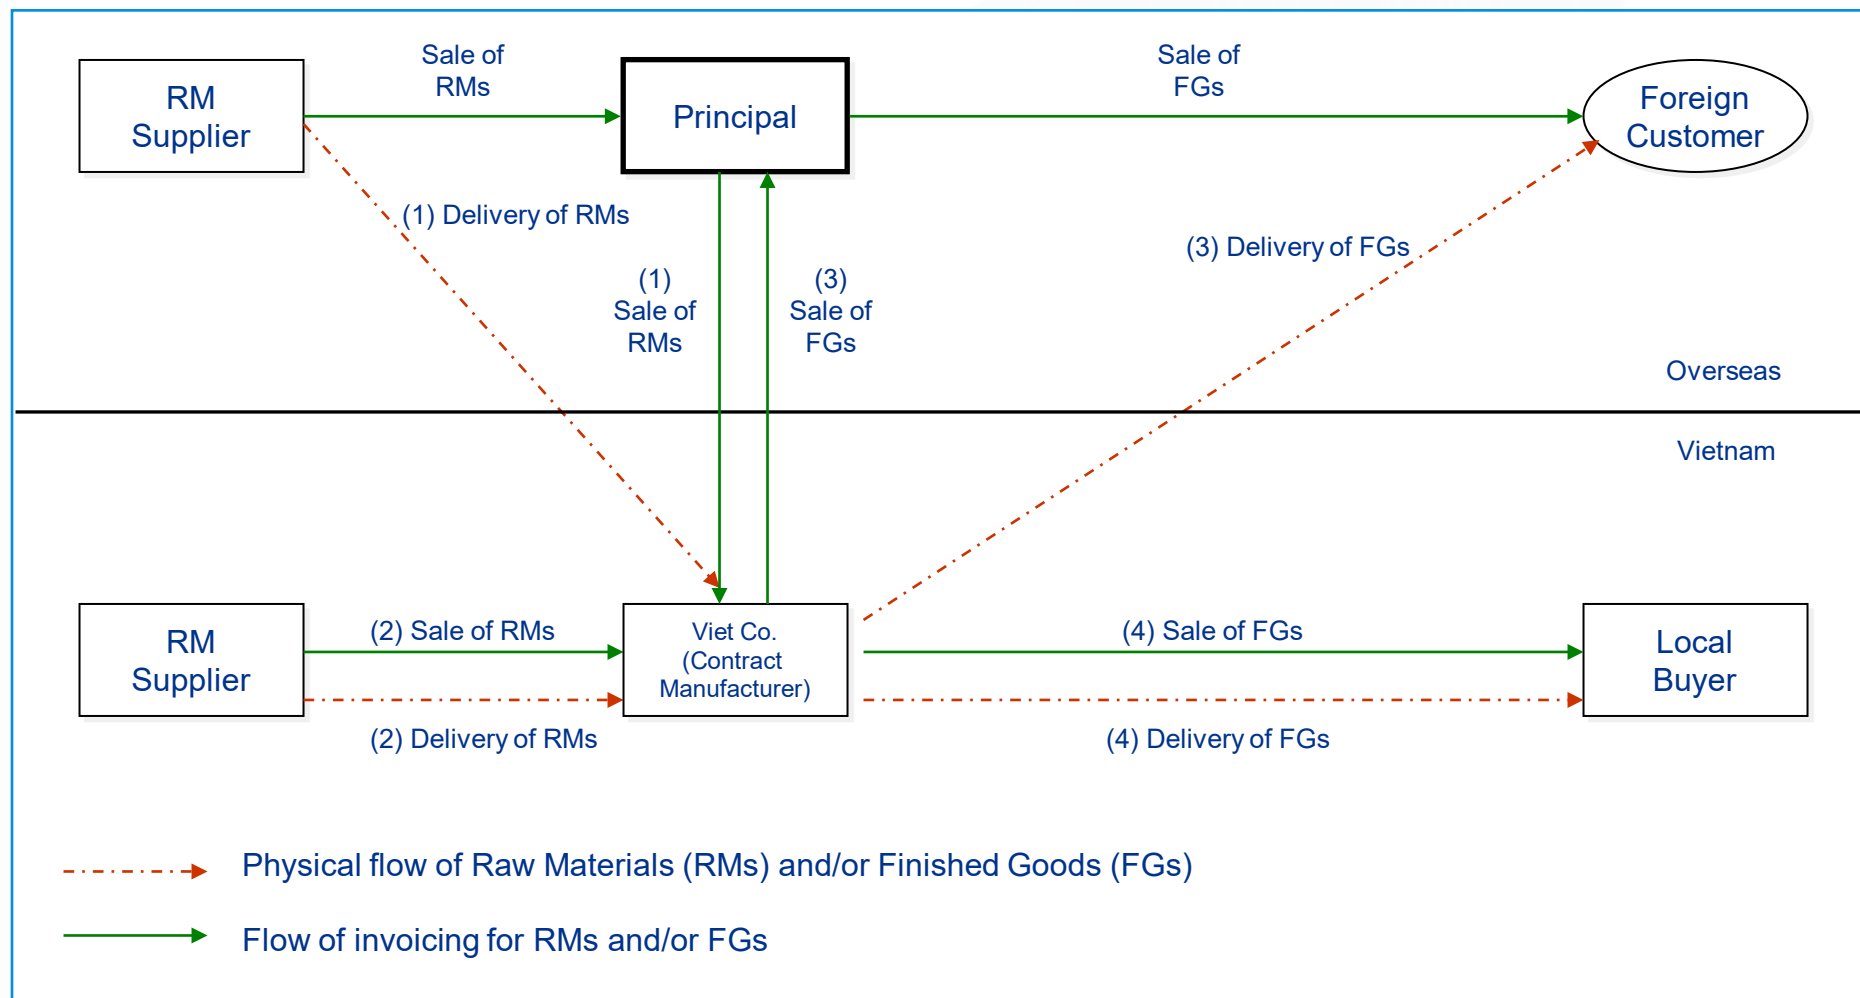 Sale of
RMs
Sale of
FGs
RM
Supplier
Principal
Foreign
Customer
(1) Delivery of RMs
(3) Delivery of FGs
(1)
Sale of
RMs
(3)
Sale of
FGs
Overseas
Vietnam
RM
Supplier
(2) Sale of RMs
(2) Delivery of RMs
Viet Co.
(Contract
Manufacturer)
(4) Sale of FGs
(4) Delivery of FGs
Local
Buyer
Physical flow of Raw Materials (RMs) and/or Finished Goods (FGs)
Flow of invoicing for RMs and/or FGs